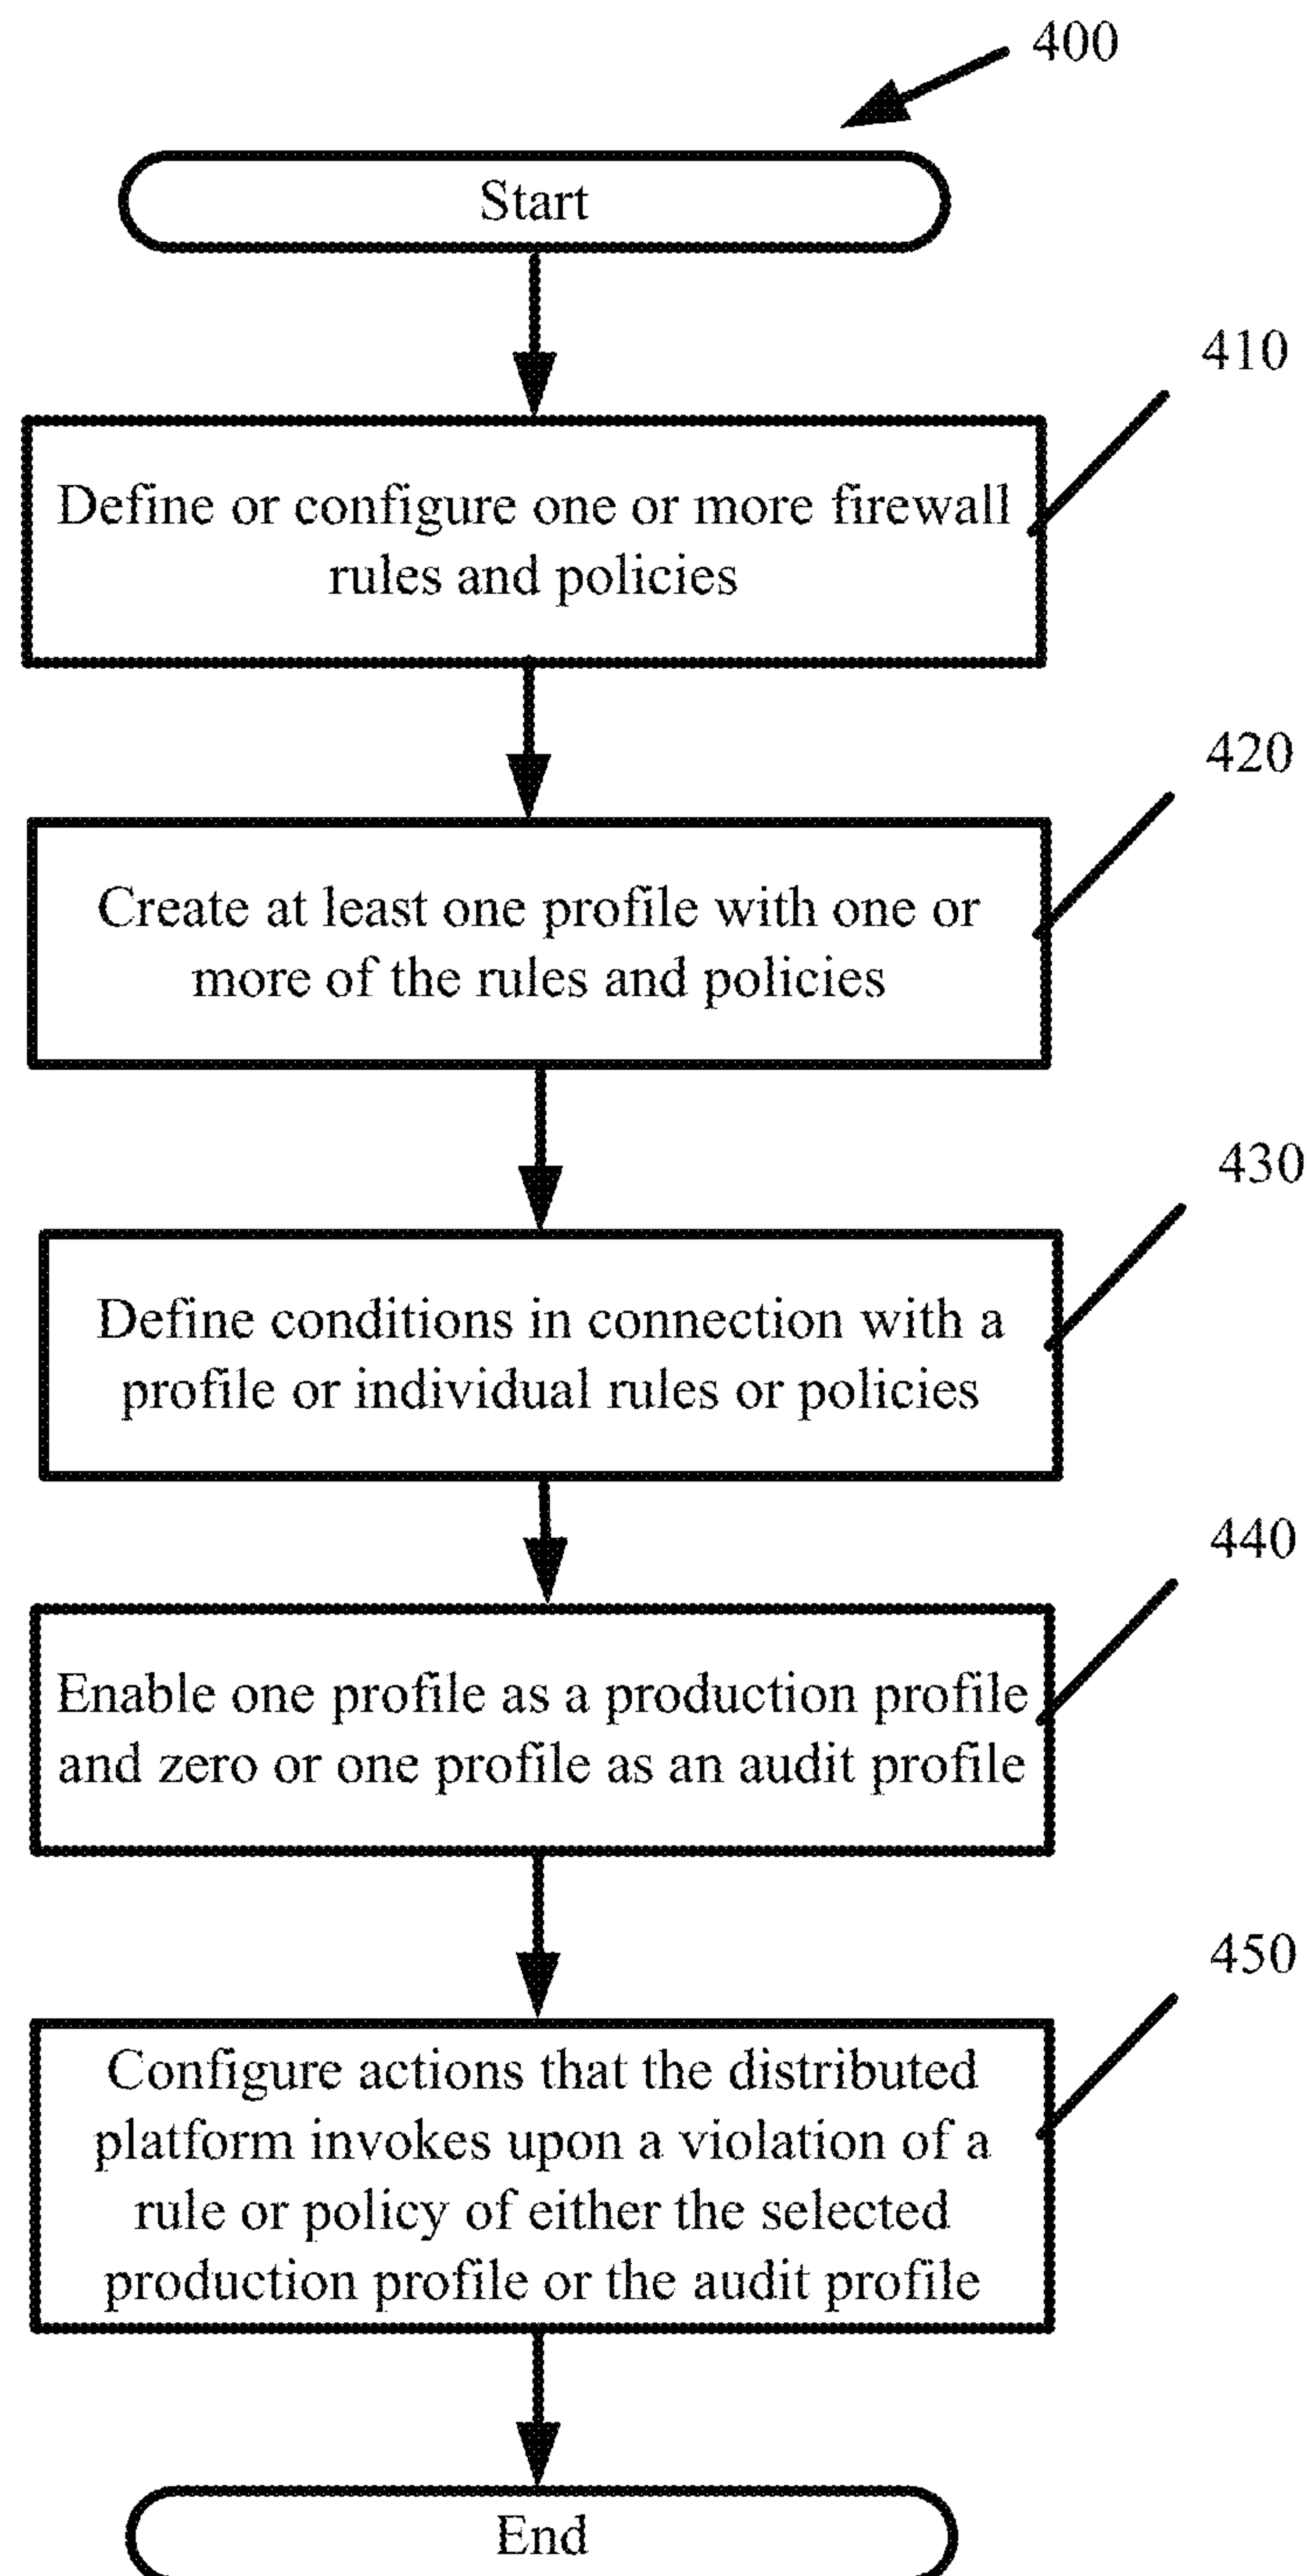 400
Start
410
Define or configure one or more firewall
rules and policies
420
Create at least one profile with one or
more of the rules and policies
430
Define conditions in connection with a
profile or individual rules or policies
440
Enable one profile as a production profile
and zero or one profile as an audit profile
450
Configure actions that the distributed
platform invokes upon a violation of a
rule or policy of either the selected
production profile or the audit profile
End